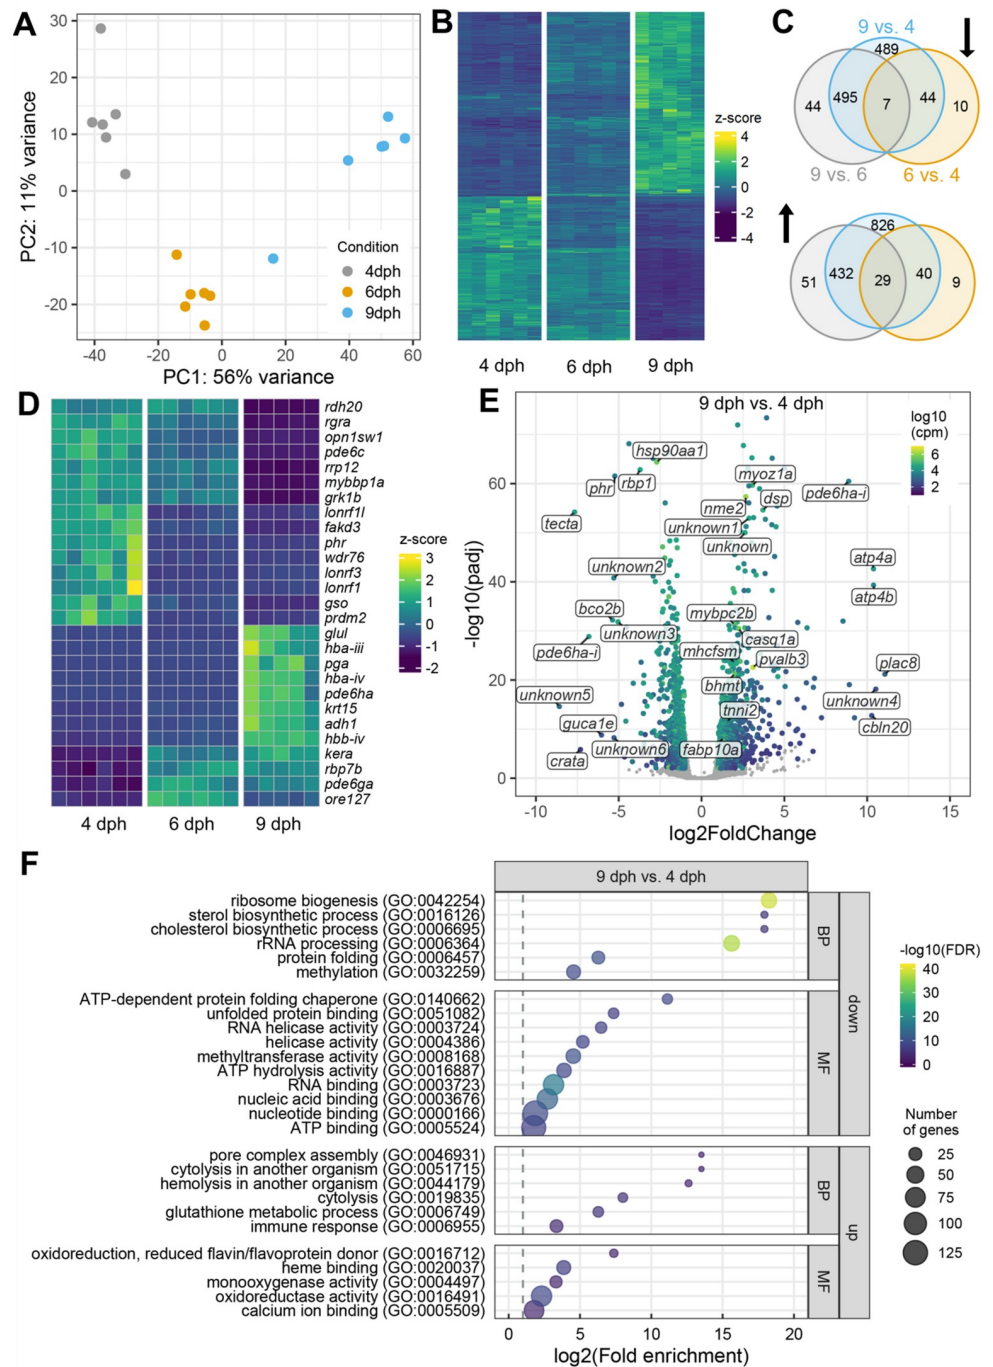 A
30
20
10
0
-10
-20
-40
-20
0
20
40
60
PC2: 11% variance
PC1: 56% variance
Condition
4dph
6dph
9dph
B
4 dph
6 dph
9 dph
z-score
4
2
0
-2
-4
C
9 vs. 4
489
44
495
7
44
10
9 vs. 6
6 vs. 4
826
51
432
29
40
9
D
rdh20
rgra
opn1sw1
pde6c
rrp12
mybbp1a
grk1b
lonrf1l
fakd3
phr
wdr76
lonrf3
lonrf1
gso
prdm2
glul
hba-iii
pga
hba-iv
pde6ha
krt15
adh1
hbb-iv
kera
rbp7b
pde6ga
ore127
4 dph
6 dph
9 dph
z-score
3
2
1
0
-1
-2
E
9 dph vs. 4 dph
log10
(cpm)
6
4
2
hsp90aa1
phr
rbp1
myoz1a
pde6ha-i
dsp
nme2
tecta
unknown1
unknown
atp4a
unknown2
atp4b
bco2b
mybpc2b
unknown3
casq1a
pde6ha-i
mhcfsm
pvalb3
plac8
unknown5
bhmt
unknown4
guca1e
tnni2
cbln20
unknown6
fabp10a
crata
60
40
20
0
-10
-5
0
5
10
15
-log10(padj)
log2FoldChange
F
9 dph vs. 4 dph
ribosome biogenesis (GO:0042254)
sterol biosynthetic process (GO:0016126)
cholesterol biosynthetic process (GO:0006695)
rRNA processing (GO:0006364)
protein folding (GO:0006457)
methylation (GO:0032259)
BP
ATP-dependent protein folding chaperone (GO:0140662)
unfolded protein binding (GO:0051082)
RNA helicase activity (GO:0003724)
helicase activity (GO:0004386)
methyltransferase activity (GO:0008168)
ATP hydrolysis activity (GO:0016887)
RNA binding (GO:0003723)
nucleic acid binding (GO:0003676)
nucleotide binding (GO:0000166)
ATP binding (GO:0005524)
MF
down
pore complex assembly (GO:0046931)
cytolysis in another organism (GO:0051715)
hemolysis in another organism (GO:0044179)
cytolysis (GO:0019835)
glutathione metabolic process (GO:0006749)
immune response (GO:0006955)
BP
oxidoreduction, reduced flavin/flavoprotein donor (GO:0016712)
heme binding (GO:0020037)
monooxygenase activity (GO:0004497)
oxidoreductase activity (GO:0016491)
calcium ion binding (GO:0005509)
MF
up
0
5
10
15
20
log2(Fold enrichment)
-log10(FDR)
40
30
20
10
0
Number
of genes
25
50
75
100
125